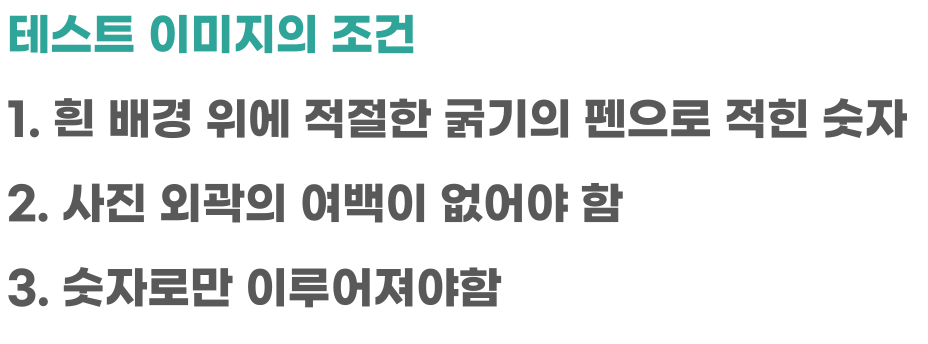 테스트 이미지의 조건
1. 흰 배경 위에 적절한 굵기의 펜으로 적힌 숫자
2. 사진 외곽의 여백이 없어야 함
3. 숫자로만 이루어져야함